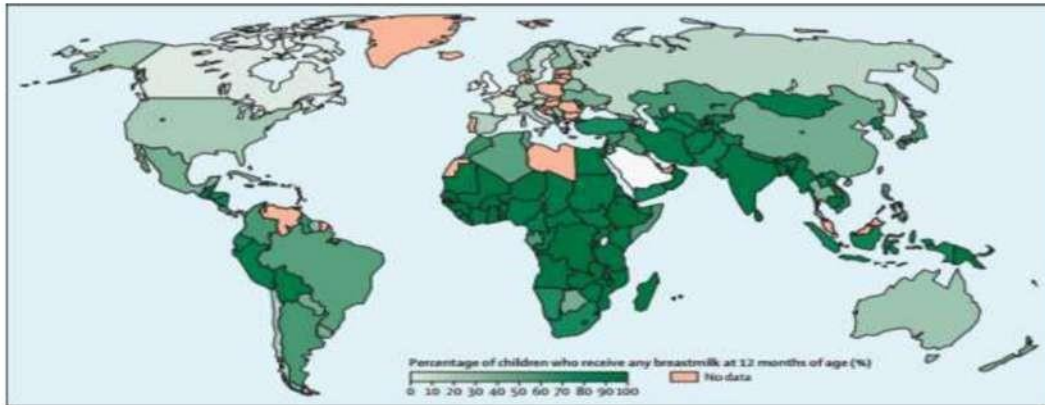 Percentage of children who receive any breastmilk at 12 months of age (%)
0 10 20 30 40 50 60 70 80 90 100
No data